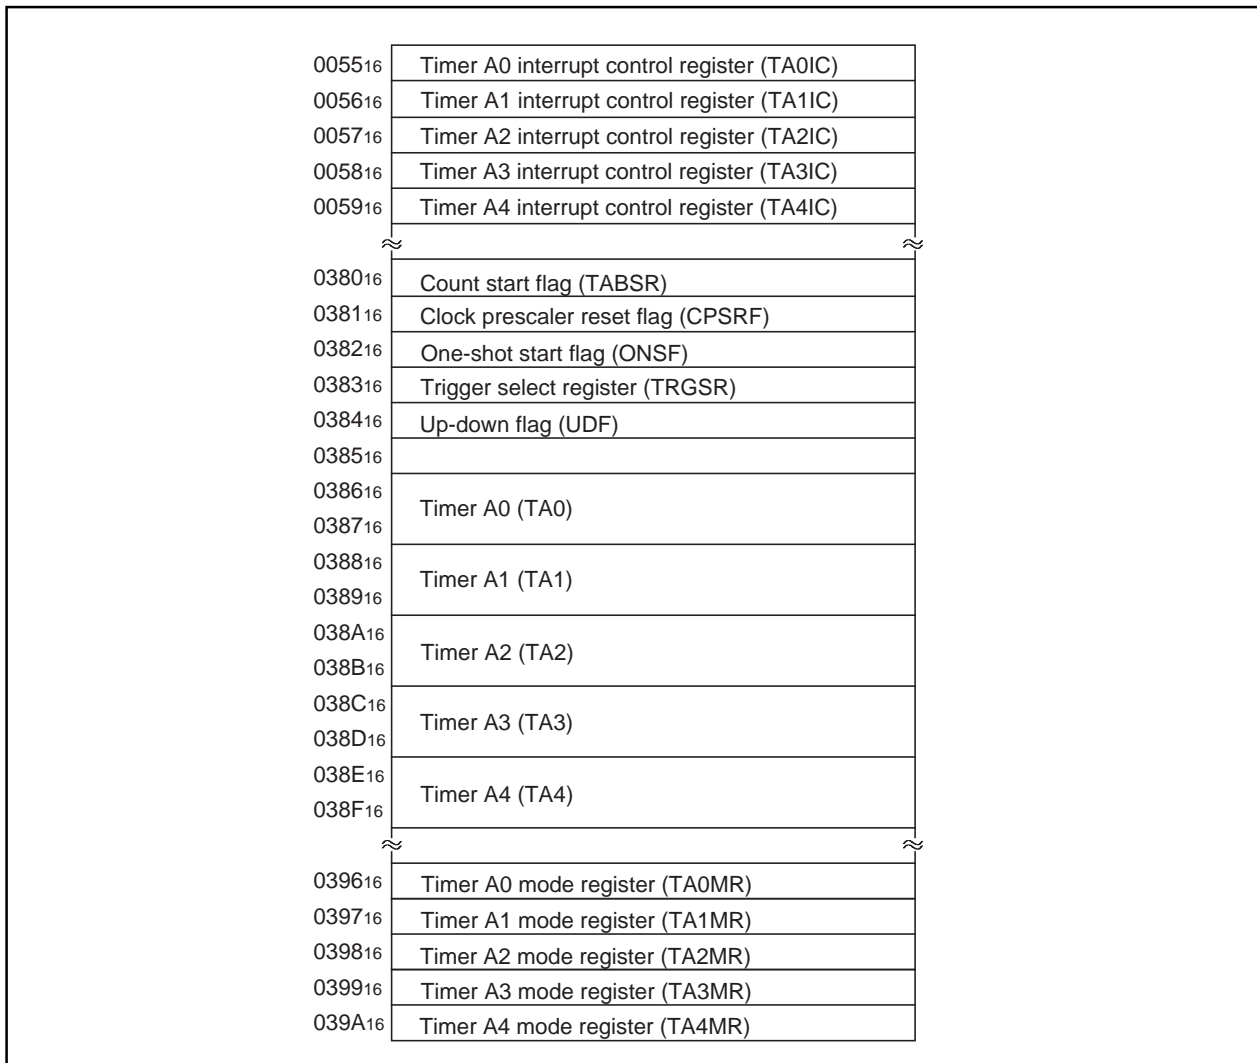 005516 Timer A0 interrupt control register (TA0IC)
005616 Timer A1 interrupt control register (TA1IC)
005716 Timer A2 interrupt control register (TA2IC)
005816 Timer A3 interrupt control register (TA3IC)
005916 Timer A4 interrupt control register (TA4IC)
038016 Count start flag (TABSR)
038116 Clock prescaler reset flag (CPSRF)
038216 One-shot start flag (ONSF)
038316 Trigger select register (TRGSR)
038416 Up-down flag (UDF)
038516
038616
Timer A0 (TA0)
038716
038816
Timer A1 (TA1)
038916
038A16
Timer A2 (TA2)
038B16
038C16
Timer A3 (TA3)
038D16
038E16
Timer A4 (TA4)
038F16
039616 Timer A0 mode register (TA0MR)
039716 Timer A1 mode register (TA1MR)
039816 Timer A2 mode register (TA2MR)
039916 Timer A3 mode register (TA3MR)
039A16 Timer A4 mode register (TA4MR)